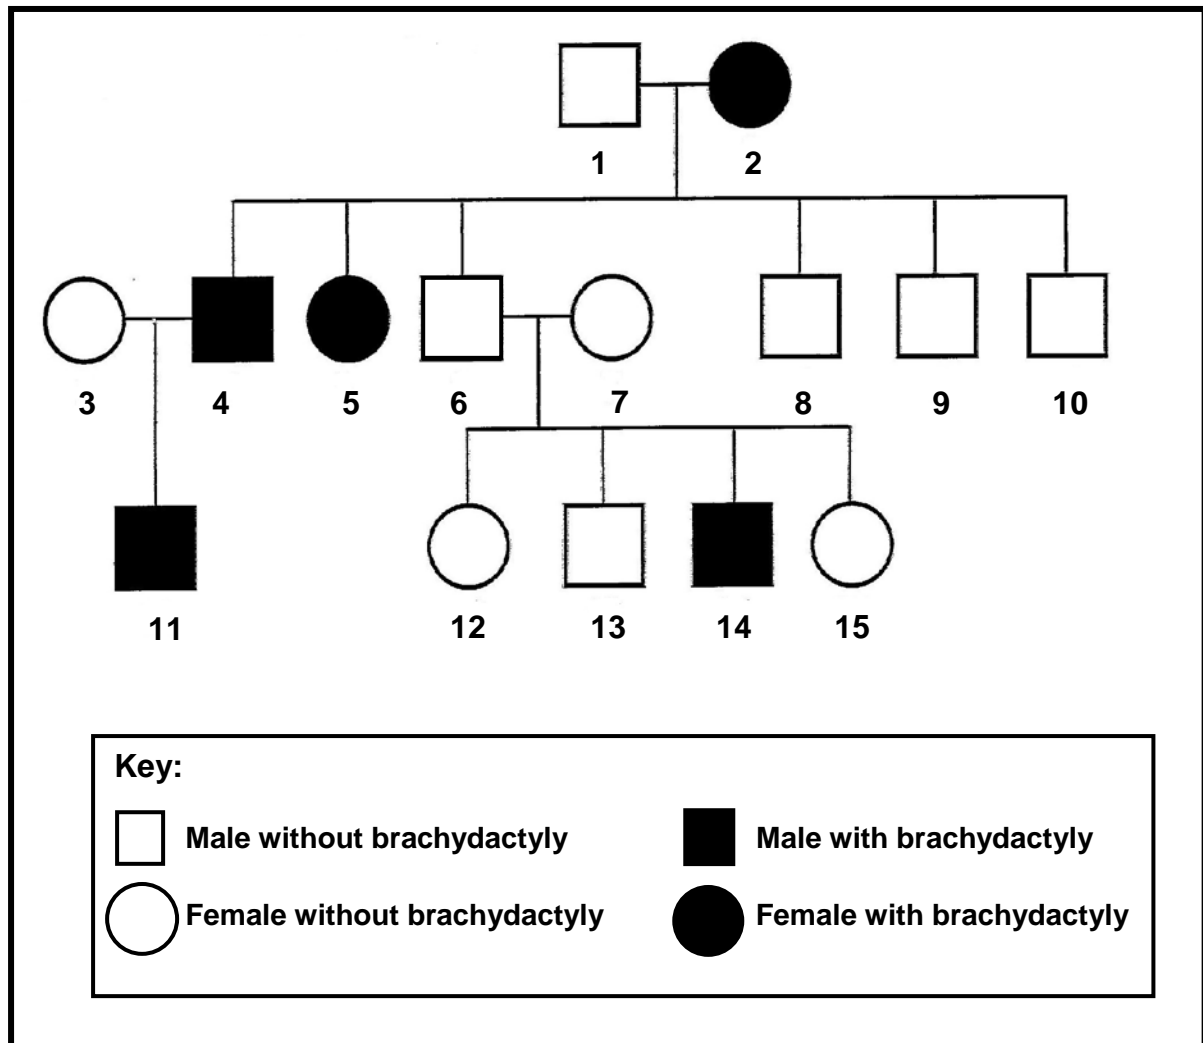 1 2
3 4 5 6 7 8 9 10
11 12 13 14 15
Key:
Male without brachydactyly Male with brachydactyly
Female without brachydactyly Female with brachydactyly